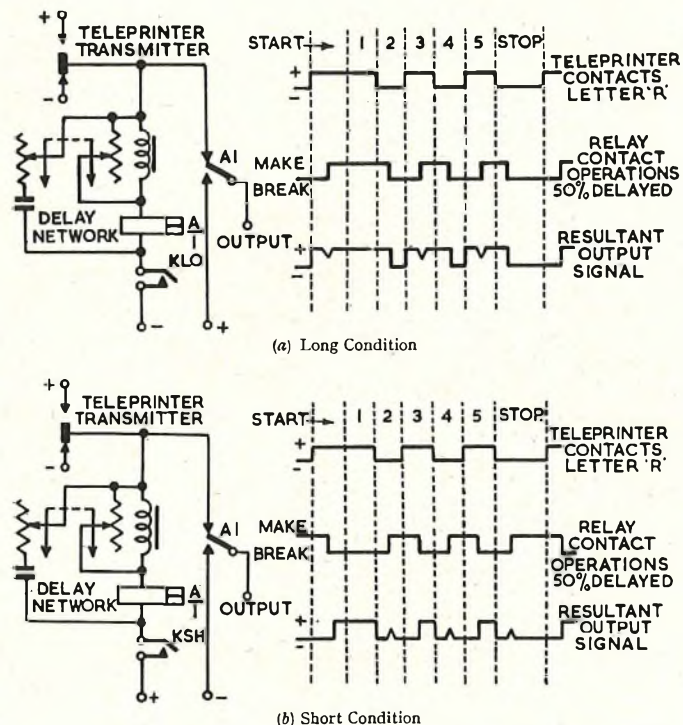 +
TELEPRINTER
TRANSMITTER
-
A1
DELAY
NETWORK
A
1
KLO
OUTPUT
-
+
START → 1 2 3 4 5 STOP
+
-
TELEPRINTER
CONTACTS
LETTER 'R'
MAKE
BREAK
RELAY
CONTACT
OPERATIONS
50% DELAYED
+
-
RESULTANT
OUTPUT
SIGNAL
(a) Long Condition
+
TELEPRINTER
TRANSMITTER
-
A1
DELAY
NETWORK
A
1
KSH
OUTPUT
+
-
START → 1 2 3 4 5 STOP
+
-
TELEPRINTER
CONTACTS
LETTER 'R'
MAKE
BREAK
RELAY
CONTACT
OPERATIONS
50% DELAYED
+
-
RESULTANT
OUTPUT
SIGNAL
(b) Short Condition